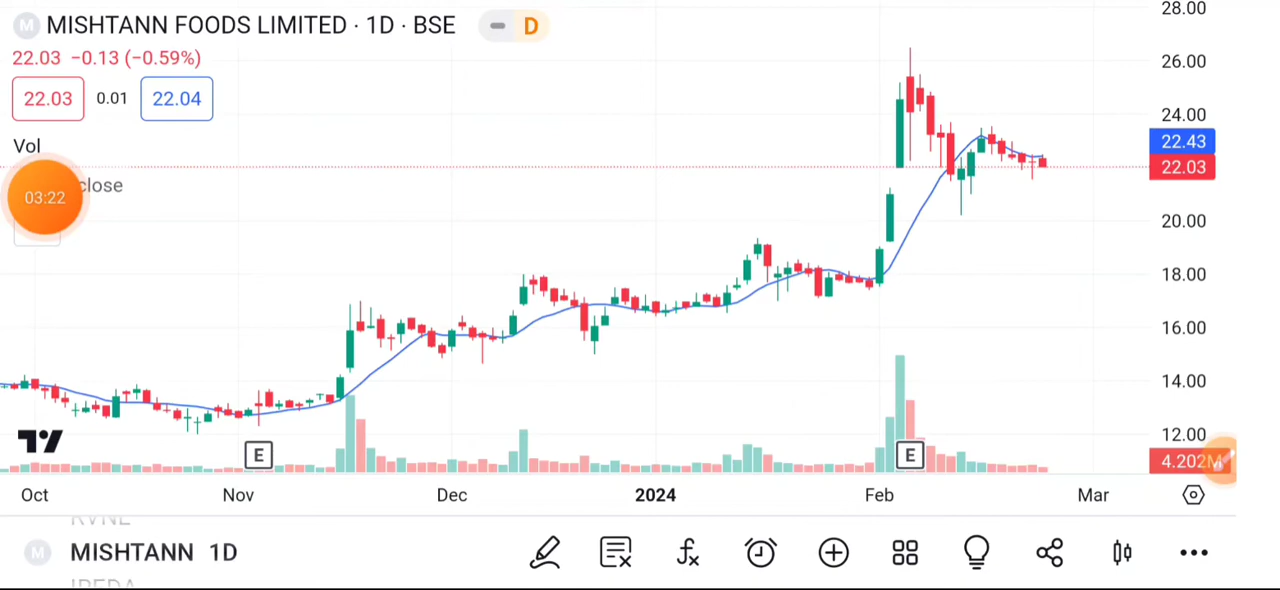 M MISHTANN FOODS LIMITED · 1D · BSE D
22.03 −0.13 (−0.59%)
22.03 0.01 22.04
Vol
03:22 close
28.00
26.00
24.00
22.43
22.03
20.00
18.00
16.00
14.00
12.00
4.202M
E E
Oct Nov Dec 2024 Feb Mar
M MISHTANN 1D